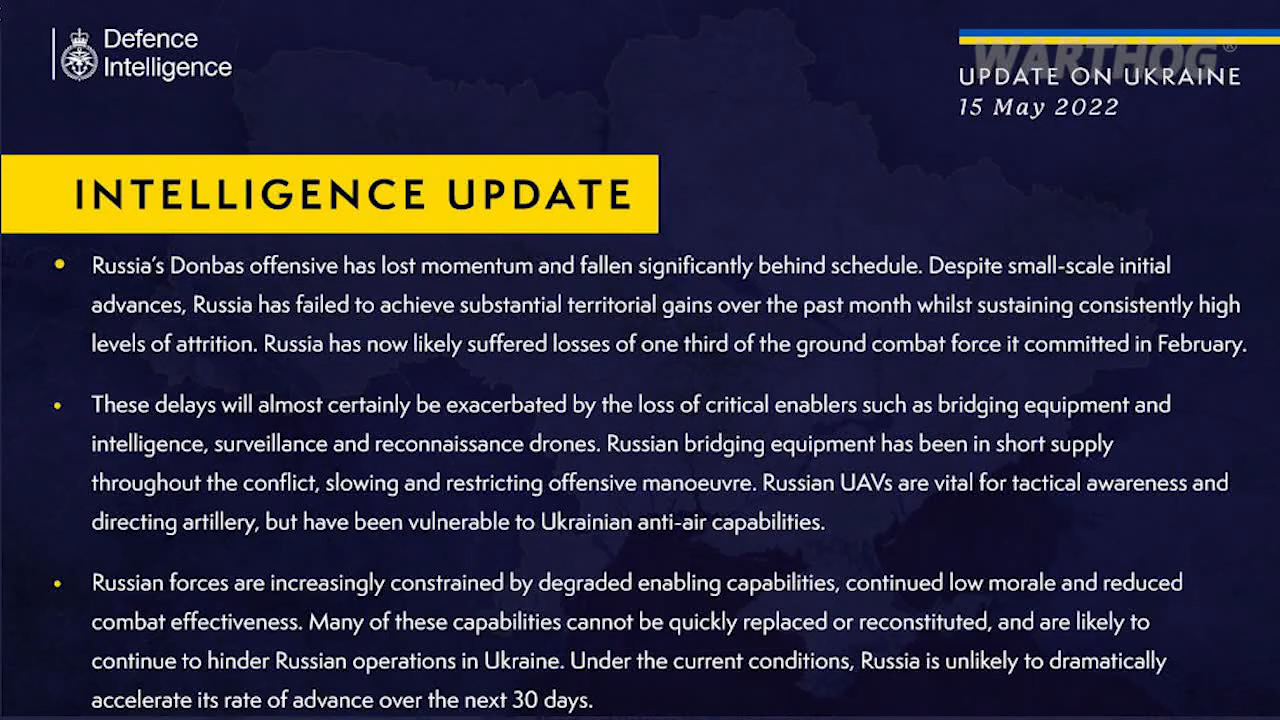 Defence
Intelligence
WARTHOG®
UPDATE ON UKRAINE
15 May 2022
INTELLIGENCE UPDATE
• Russia's Donbas offensive has lost momentum and fallen significantly behind schedule. Despite small-scale initial
advances, Russia has failed to achieve substantial territorial gains over the past month whilst sustaining consistently high
levels of attrition. Russia has now likely suffered losses of one third of the ground combat force it committed in February.
• These delays will almost certainly be exacerbated by the loss of critical enablers such as bridging equipment and
intelligence, surveillance and reconnaissance drones. Russian bridging equipment has been in short supply
throughout the conflict, slowing and restricting offensive manoeuvre. Russian UAVs are vital for tactical awareness and
directing artillery, but have been vulnerable to Ukrainian anti-air capabilities.
• Russian forces are increasingly constrained by degraded enabling capabilities, continued low morale and reduced
combat effectiveness. Many of these capabilities cannot be quickly replaced or reconstituted, and are likely to
continue to hinder Russian operations in Ukraine. Under the current conditions, Russia is unlikely to dramatically
accelerate its rate of advance over the next 30 days.